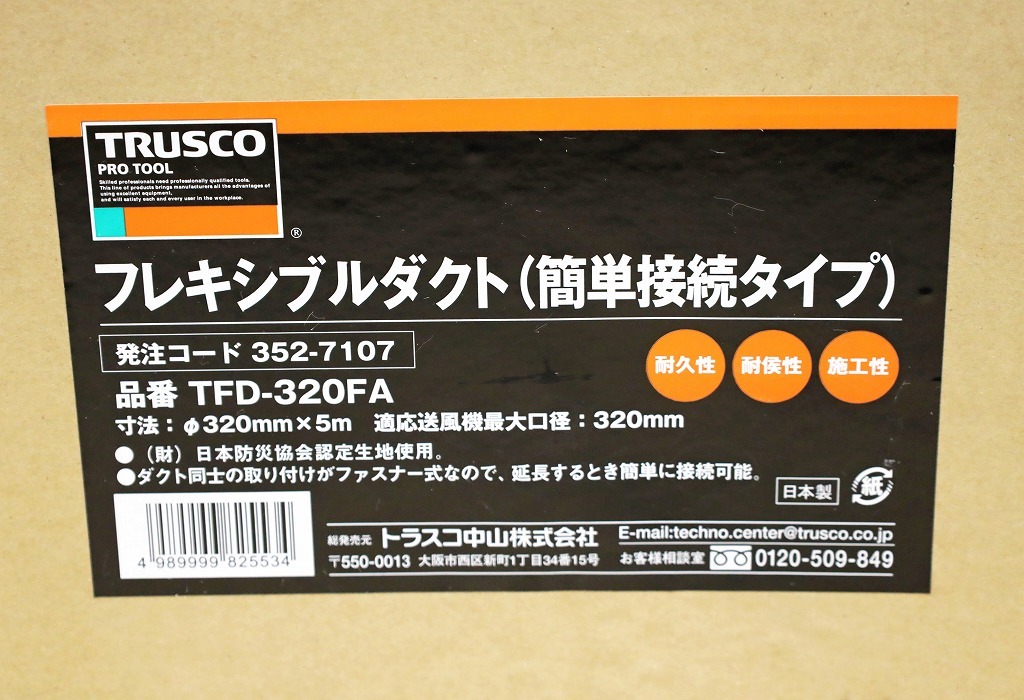 TRUSCO
PRO TOOL
Skilled professionals need professionally qualified tools.
This line of products brings manufacturers all the advantages of
using excellent equipment,
and will satisfy each and every user in the workplace.
®
フレキシブルダクト(簡単接続タイプ)
発注コード 352-7107
耐久性 耐侯性 施工性
品番 TFD-320FA
寸法:φ320mm×5m 適応送風機最大口径:320mm
●(財)日本防災協会認定生地使用。
●ダクト同士の取り付けがファスナー式なので、延長するとき簡単に接続可能。
日本製 紙
4 989999 825534
総発売元 トラスコ中山株式会社
〒550-0013 大阪市西区新町1丁目34番15号
E-mail:techno.center@trusco.co.jp
お客様相談室 0120-509-849